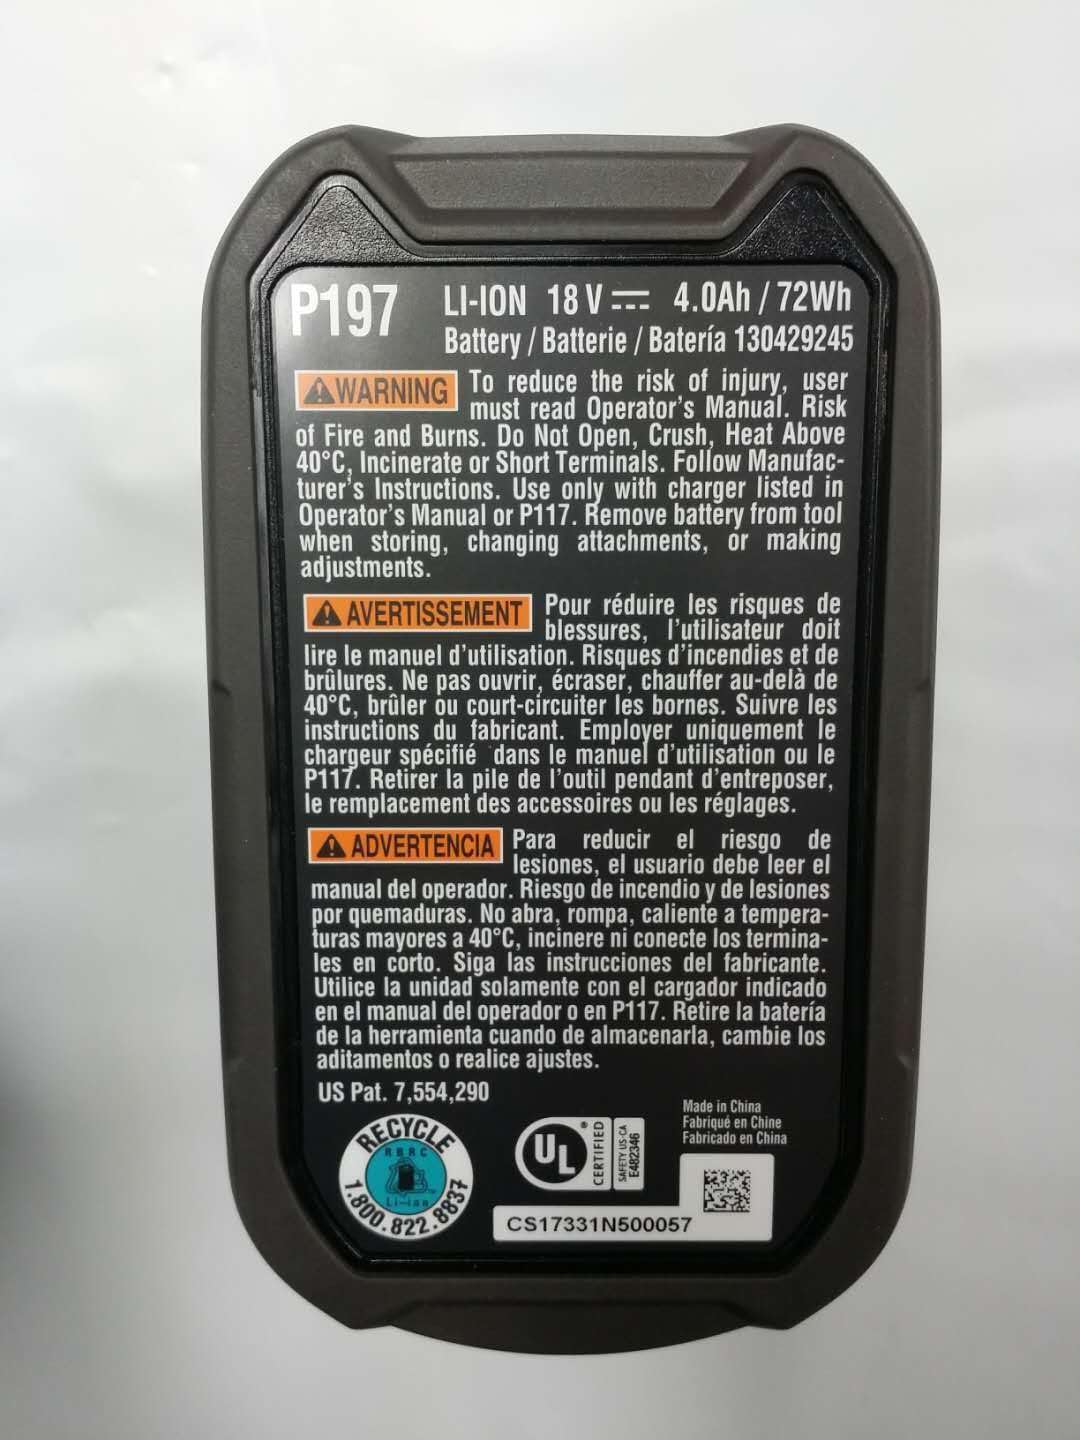 P197 LI-ION 18 V ⎓ 4.0Ah / 72Wh
Battery / Batterie / Batería 130429245
⚠WARNING To reduce the risk of injury, user
must read Operator's Manual. Risk
of Fire and Burns. Do Not Open, Crush, Heat Above
40°C, Incinerate or Short Terminals. Follow Manufac-
turer's Instructions. Use only with charger listed in
Operator's Manual or P117. Remove battery from tool
when storing, changing attachments, or making
adjustments.
⚠ AVERTISSEMENT Pour réduire les risques de
blessures, l'utilisateur doit
lire le manuel d'utilisation. Risques d'incendies et de
brûlures. Ne pas ouvrir, écraser, chauffer au-delà de
40°C, brûler ou court-circuiter les bornes. Suivre les
instructions du fabricant. Employer uniquement le
chargeur spécifié dans le manuel d'utilisation ou le
P117. Retirer la pile de l'outil pendant d'entreposer,
le remplacement des accessoires ou les réglages.
⚠ ADVERTENCIA Para reducir el riesgo de
lesiones, el usuario debe leer el
manual del operador. Riesgo de incendio y de lesiones
por quemaduras. No abra, rompa, caliente a tempera-
turas mayores a 40°C, incinere ni conecte los termina-
les en corto. Siga las instrucciones del fabricante.
Utilice la unidad solamente con el cargador indicado
en el manual del operador o en P117. Retire la batería
de la herramienta cuando de almacenarla, cambie los
aditamentos o realice ajustes.
US Pat. 7,554,290
RECYCLE
RBRC
Li-ion
1.800.822.8837
UL ®
CERTIFIED
SAFETY US-CA
E482346
Made in China
Fabriqué en Chine
Fabricado en China
CS17331N500057